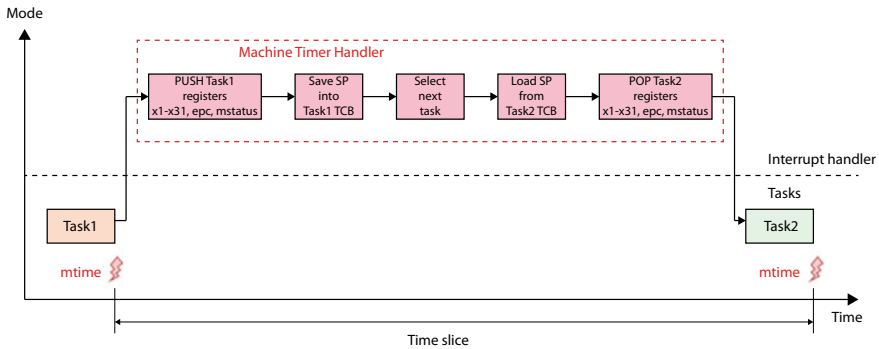 Mode
Machine Timer Handler
PUSH Task1
registers
x1-x31, epc, mstatus
Save SP
into
Task1 TCB
Select
next
task
Load SP
from
Task2 TCB
POP Task2
registers
x1-x31, epc, mstatus
Interrupt handler
Tasks
Task1
Task2
mtime
mtime
Time
Time slice